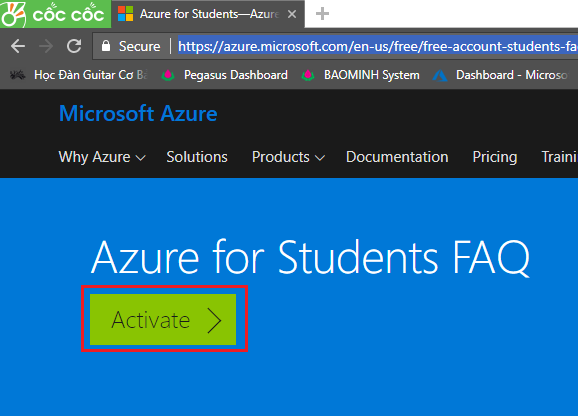 cốc cốc
Azure for Students—Azure
Secure
https://azure.microsoft.com/en-us/free/free-account-students-fa
Học Đàn Guitar Cơ Bả
Pegasus Dashboard
BAOMINH System
Dashboard - Microso
Microsoft Azure
Why Azure
Solutions
Products
Documentation
Pricing
Traini
Azure for Students FAQ
Activate